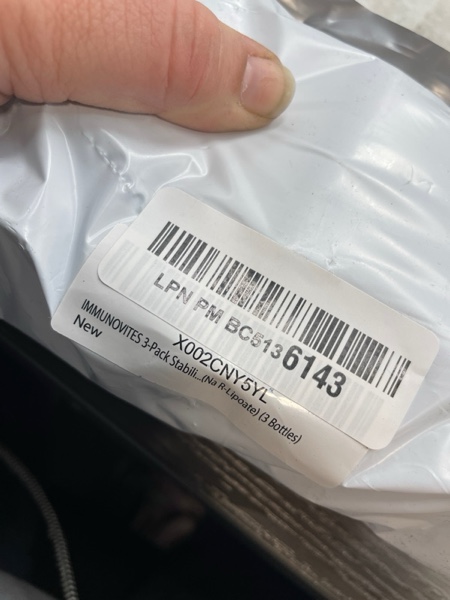 LPN PM BC5136143
X002CNY5YL
IMMUNOVITES 3-Pack Stabili...(Na R-Lipoate) (3 Bottles)
New